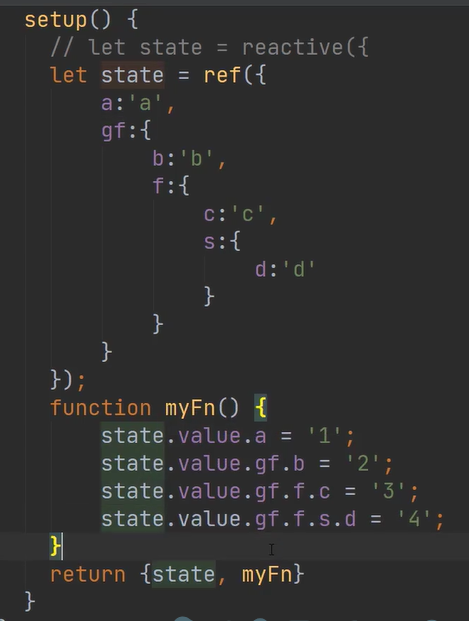 setup() {
// let state = reactive({
let state = ref({
a:'a',
gf:{
b:'b',
f:{
c:'c',
s:{
d:'d'
}
}
}
});
function myFn() {
state.value.a = '1';
state.value.gf.b = '2';
state.value.gf.f.c = '3';
state.value.gf.f.s.d = '4';
}
return {state, myFn}
}